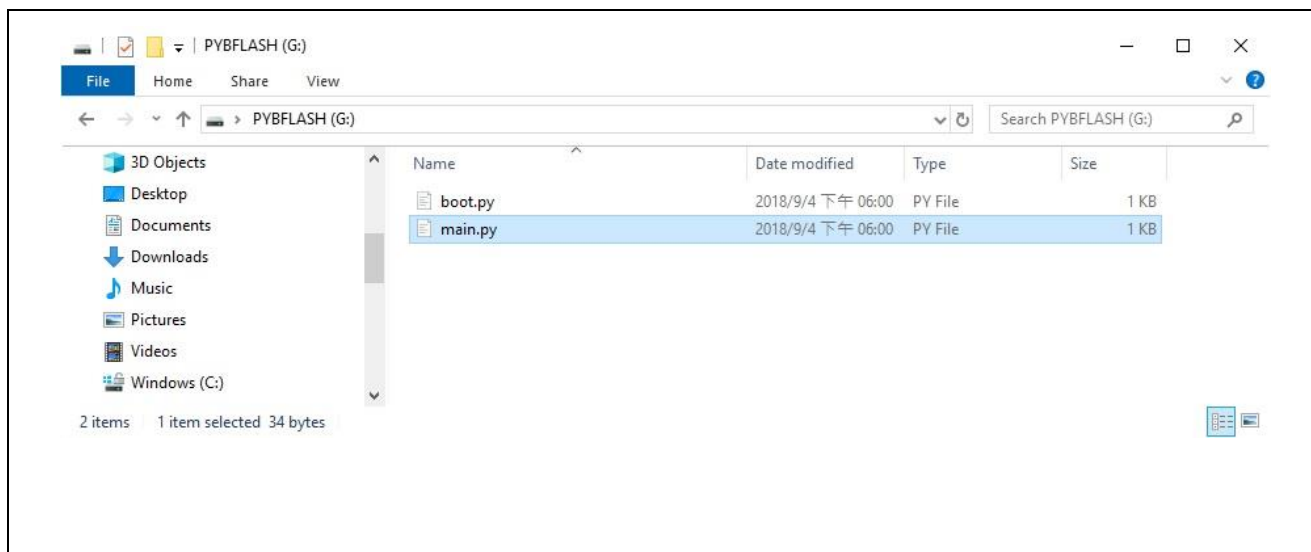 PYBFLASH (G:)
File Home Share View
PYBFLASH (G:) Search PYBFLASH (G:)
3D Objects
Desktop
Documents
Downloads
Music
Pictures
Videos
Windows (C:)
Name Date modified Type Size
boot.py 2018/9/4 下午 06:00 PY File 1 KB
main.py 2018/9/4 下午 06:00 PY File 1 KB
2 items 1 item selected 34 bytes